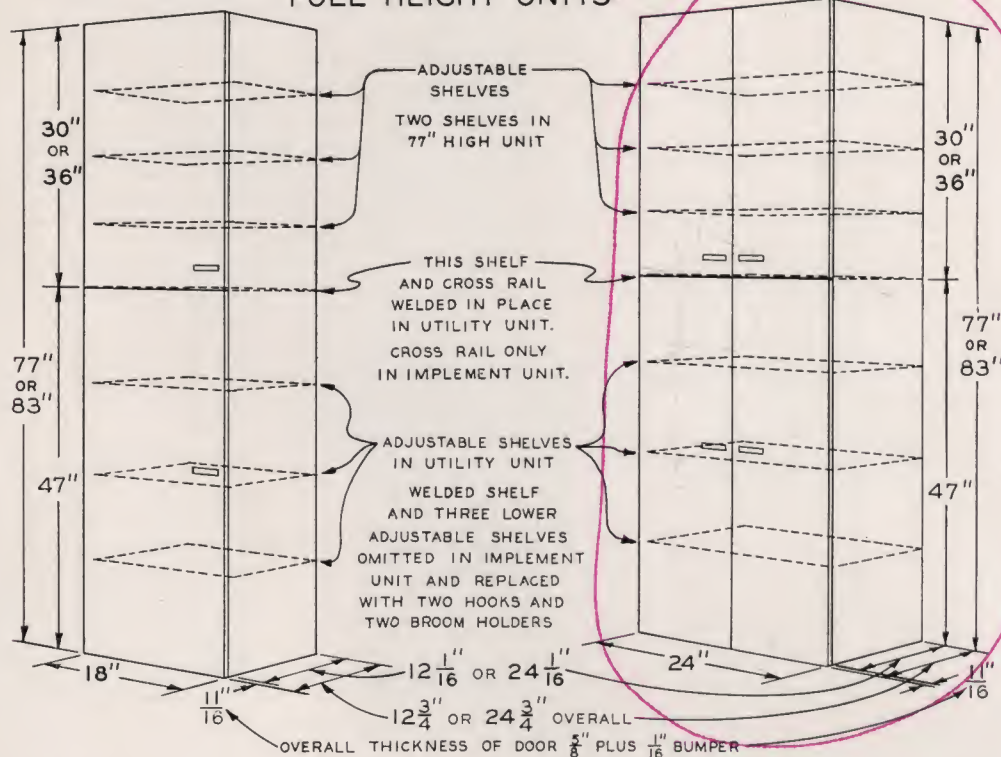 FULL HEIGHT UNITS
30"
OR
36"
77"
OR
83"
47"
18"
11/16"
ADJUSTABLE
SHELVES
TWO SHELVES IN
77" HIGH UNIT
THIS SHELF
AND CROSS RAIL
WELDED IN PLACE
IN UTILITY UNIT.
CROSS RAIL ONLY
IN IMPLEMENT UNIT.
ADJUSTABLE SHELVES
IN UTILITY UNIT
WELDED SHELF
AND THREE LOWER
ADJUSTABLE SHELVES
OMITTED IN IMPLEMENT
UNIT AND REPLACED
WITH TWO HOOKS AND
TWO BROOM HOLDERS
12 1/16" OR 24 1/16"
12 3/4" OR 24 3/4" OVERALL
OVERALL THICKNESS OF DOOR 5/8" PLUS 1/16" BUMPER
30"
OR
36"
77"
OR
83"
47"
24"
11/16"